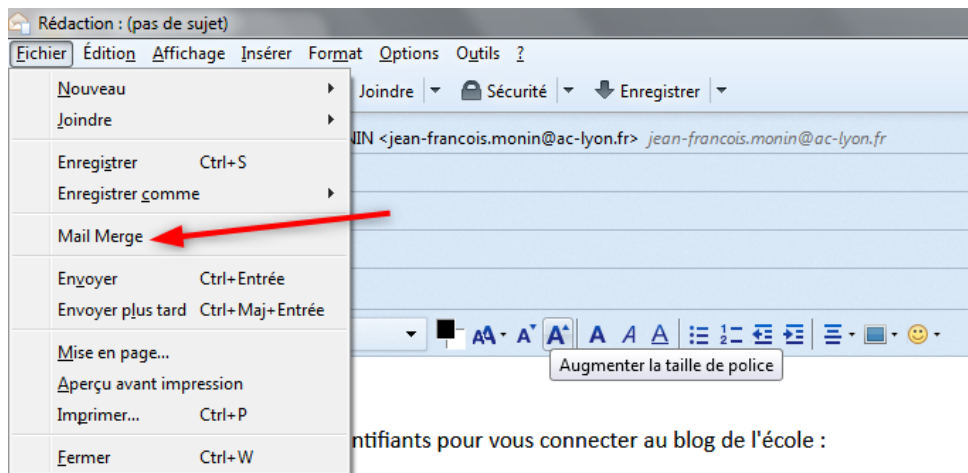 Rédaction : (pas de sujet)
Fichier Édition Affichage Insérer Format Options Outils ?
Nouveau
Joindre Sécurité Enregistrer
Joindre
NIN <jean-francois.monin@ac-lyon.fr> jean-francois.monin@ac-lyon.fr
Enregistrer Ctrl+S
Enregistrer comme
Mail Merge
Envoyer Ctrl+Entrée
Envoyer plus tard Ctrl+Maj+Entrée
Augmenter la taille de police
Mise en page...
Aperçu avant impression
Imprimer... Ctrl+P
ntifiants pour vous connecter au blog de l'école :
Fermer Ctrl+W